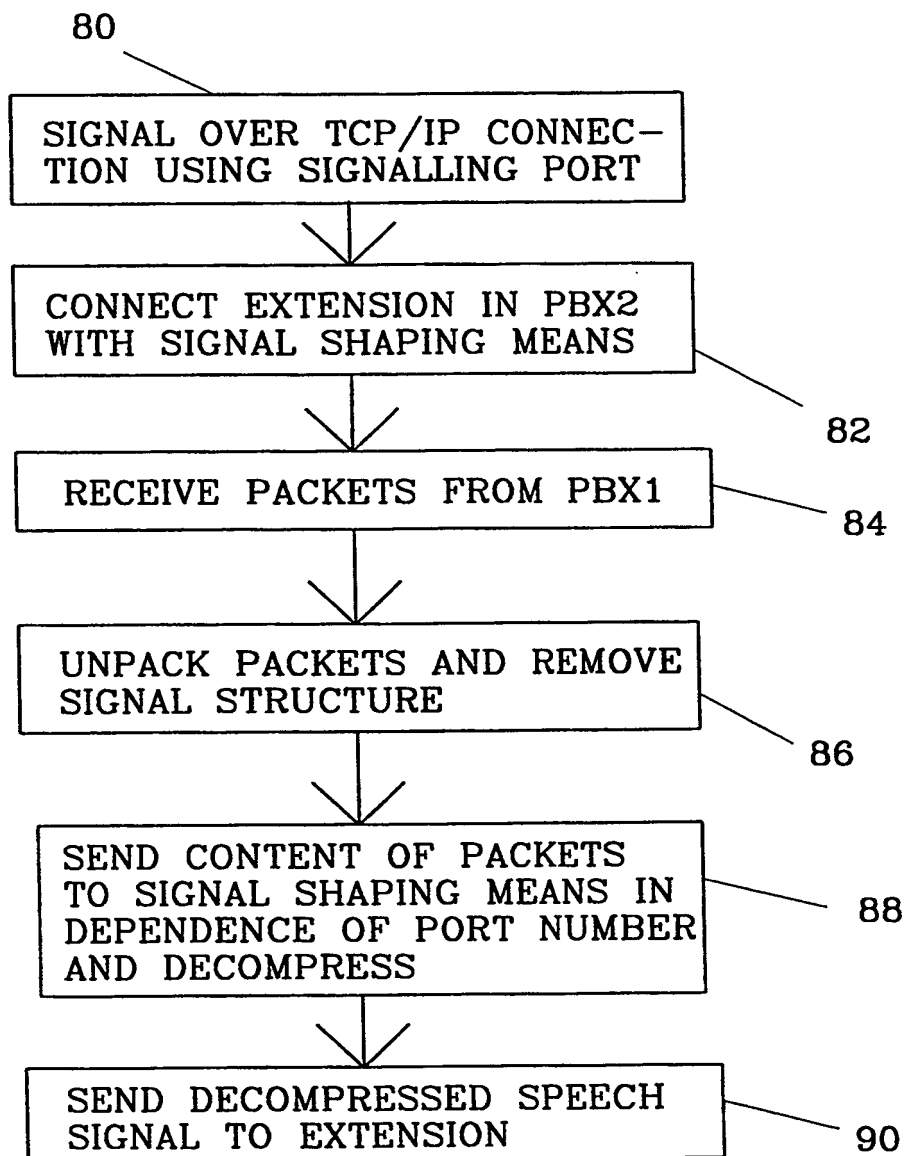 80
SIGNAL OVER TCP/IP CONNEC-
TION USING SIGNALLING PORT
CONNECT EXTENSION IN PBX2
WITH SIGNAL SHAPING MEANS
82
RECEIVE PACKETS FROM PBX1
84
UNPACK PACKETS AND REMOVE
SIGNAL STRUCTURE
86
SEND CONTENT OF PACKETS
TO SIGNAL SHAPING MEANS IN
DEPENDENCE OF PORT NUMBER
AND DECOMPRESS
88
SEND DECOMPRESSED SPEECH
SIGNAL TO EXTENSION
90